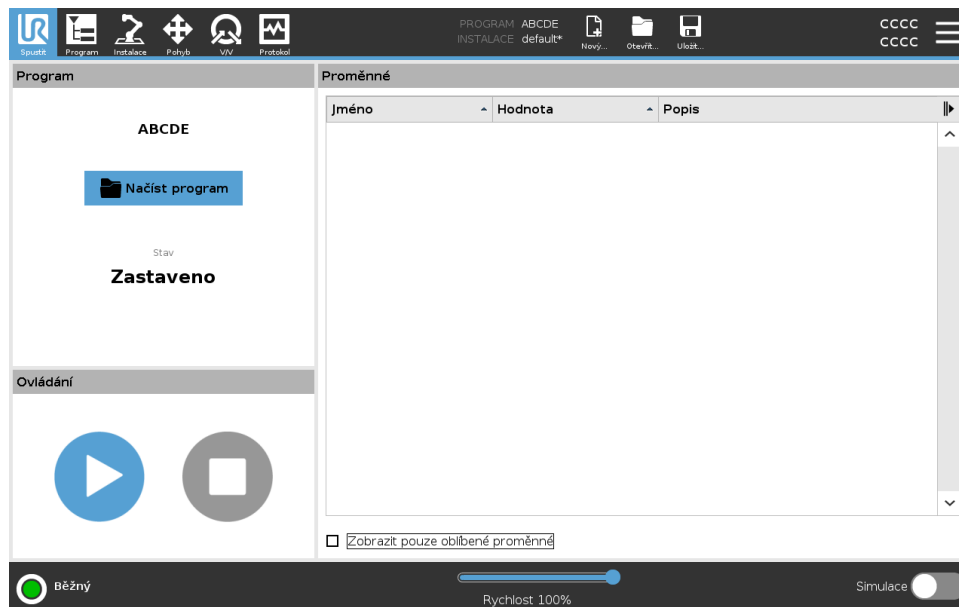 UR
Spustit
Program
Instalace
Pohyb
V/V
Protokol
PROGRAM ABCDE
INSTALACE default*
Nový...
Otevřít...
Uložit...
CCCC
CCCC
Program
ABCDE
Načíst program
Stav
Zastaveno
Ovládání
Proměnné
Jméno Hodnota Popis
Zobrazit pouze oblíbené proměnné
Běžný
Rychlost 100%
Simulace